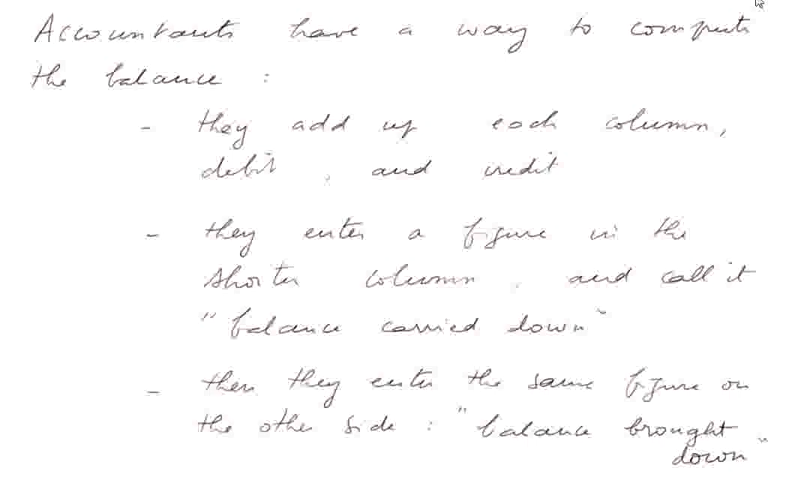 Accountants have a way to compute
the balance :
- they add up each column,
debit , and credit
- they enter a figure in the
shorter column , and call it
"balance carried down"
- then they enter the same figure on
the other side : "balance brought
down"